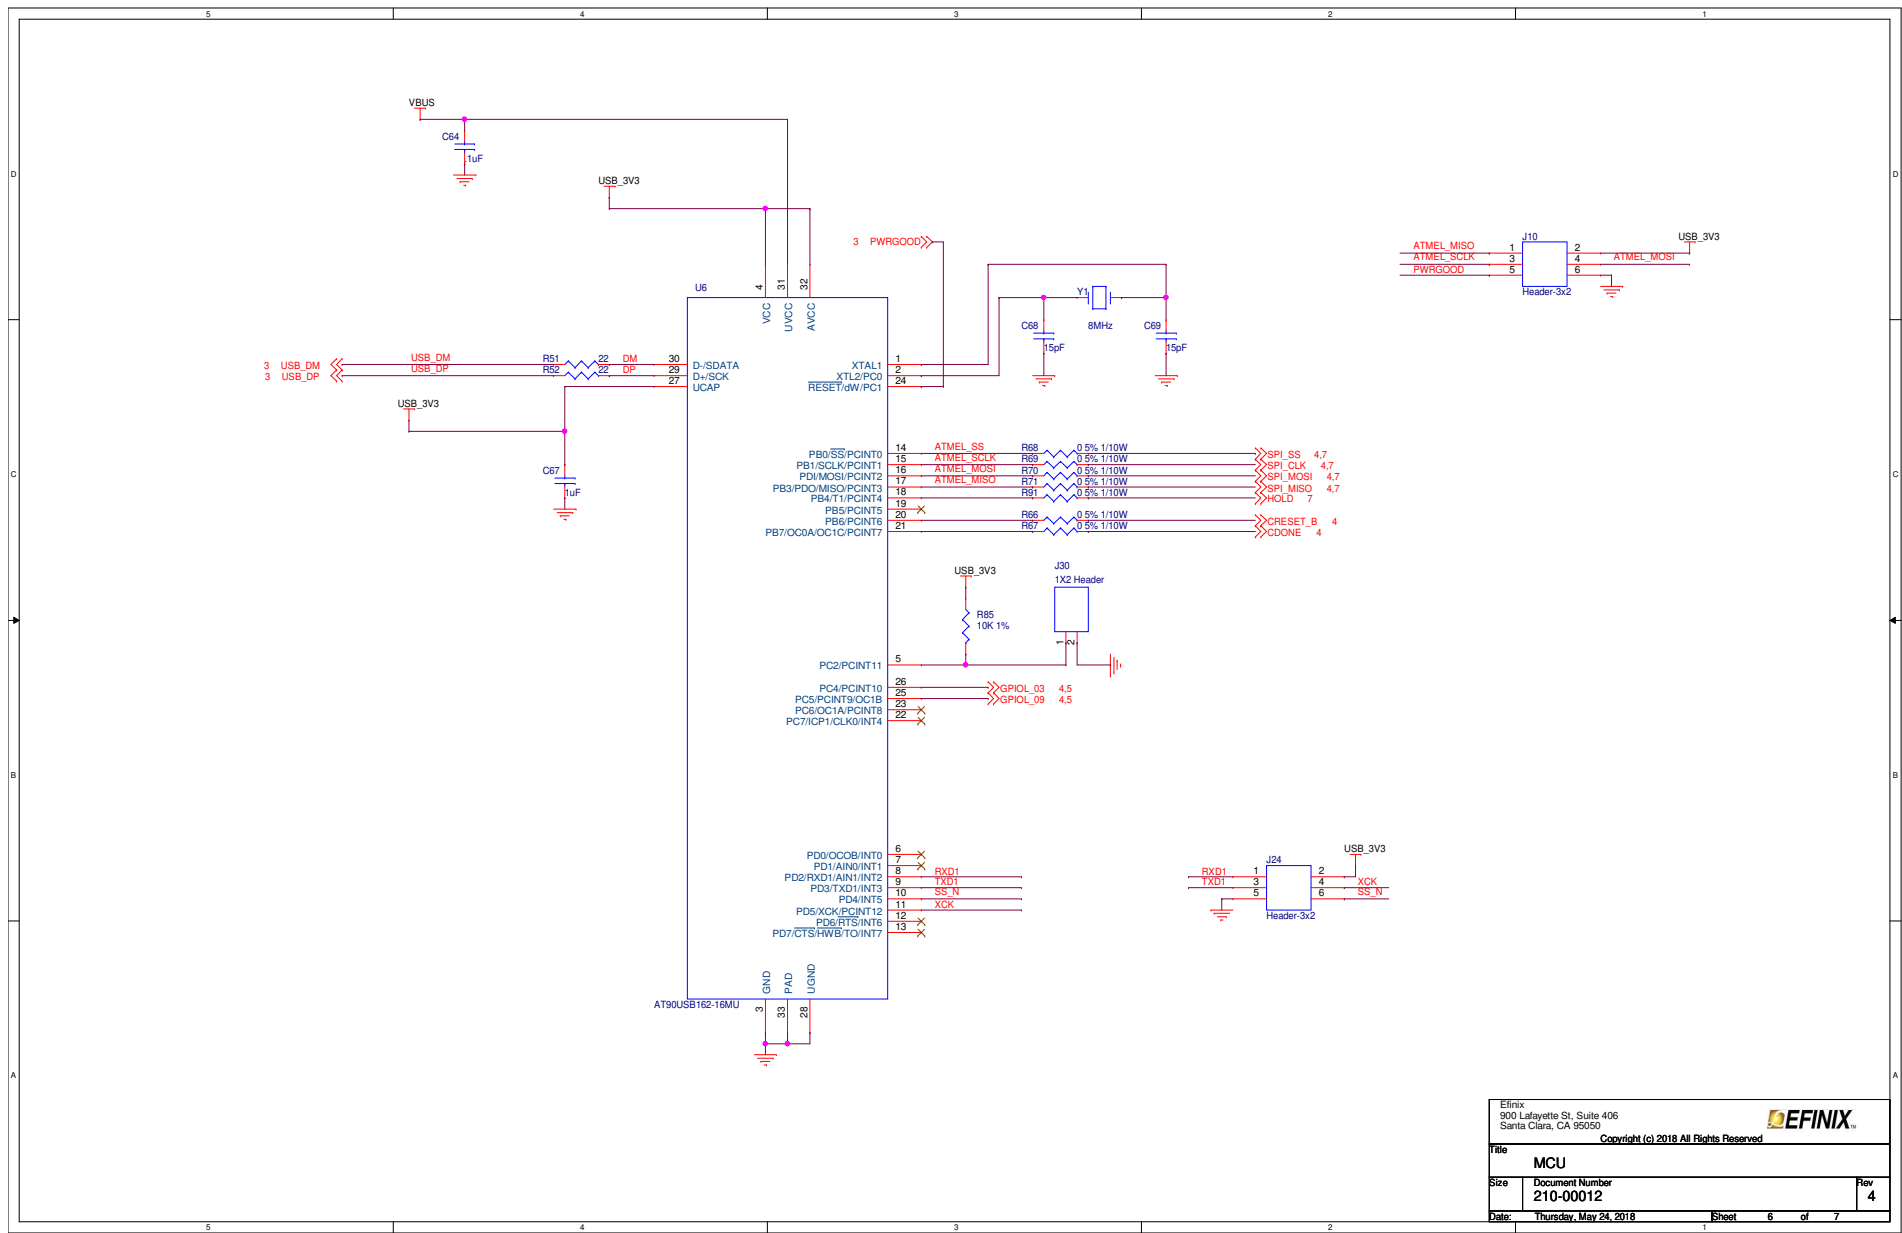 5 4 3 2 1
D D
C C
B B
A A
VBUS
C64
.1uF
USB_3V3
3 PWRGOOD
U6
4 31 32
VCC UVCC AVCC
Y1
8MHz
C68
15pF
C69
15pF
J10
USB_3V3
ATMEL_MISO 1 2
ATMEL_SCLK 3 4 ATMEL_MOSI
PWRGOOD 5 6
Header-3x2
3 USB_DM USB_DM R51 22 DM 30 D-/SDATA
3 USB_DP USB_DP R52 22 DP 29 D+/SCK
27 UCAP
XTAL1 1
XTL2/PC0 2
RESET/dW/PC1 24
USB_3V3
C67
1uF
PB0/SS/PCINT0 14 ATMEL_SS R68 0 5% 1/10W SPI_SS 4,7
PB1/SCLK/PCINT1 15 ATMEL_SCLK R69 0 5% 1/10W SPI_CLK 4,7
PDI/MOSI/PCINT2 16 ATMEL_MOSI R70 0 5% 1/10W SPI_MOSI 4,7
PB3/PDO/MISO/PCINT3 17 ATMEL_MISO R71 0 5% 1/10W SPI_MISO 4,7
PB4/T1/PCINT4 18 R91 0 5% 1/10W HOLD 7
PB5/PCINT5 19
PB6/PCINT6 20 R66 0 5% 1/10W CRESET_B 4
PB7/OC0A/OC1C/PCINT7 21 R67 0 5% 1/10W CDONE 4
USB_3V3
R85
10K 1%
J30
1X2 Header
1 2
PC2/PCINT11 5
PC4/PCINT10 26 GPIOL_03 4,5
PC5/PCINT9/OC1B 25 GPIOL_09 4,5
PC6/OC1A/PCINT8 23
PC7/ICP1/CLK0/INT4 22
PD0/OCOB/INT0 6
PD1/AIN0/INT1 7
PD2/RXD1/AIN1/INT2 8 RXD1
PD3/TXD1/INT3 9 TXD1
PD4/INT5 10 SS_N
PD5/XCK/PCINT12 11 XCK
PD6/RTS/INT6 12
PD7/CTS/HWB/TO/INT7 13
J24
USB_3V3
RXD1 1 2
TXD1 3 4 XCK
5 6 SS_N
Header-3x2
GND PAD UGND
AT90USB162-16MU
3 33 28
Efinix
900 Lafayette St, Suite 406
Santa Clara, CA 95050
EFINIX TM
Copyright (c) 2018 All Rights Reserved
Title
MCU
Size Document Number Rev
210-00012 4
Date: Thursday, May 24, 2018 Sheet 6 of 7
5 4 3 2 1